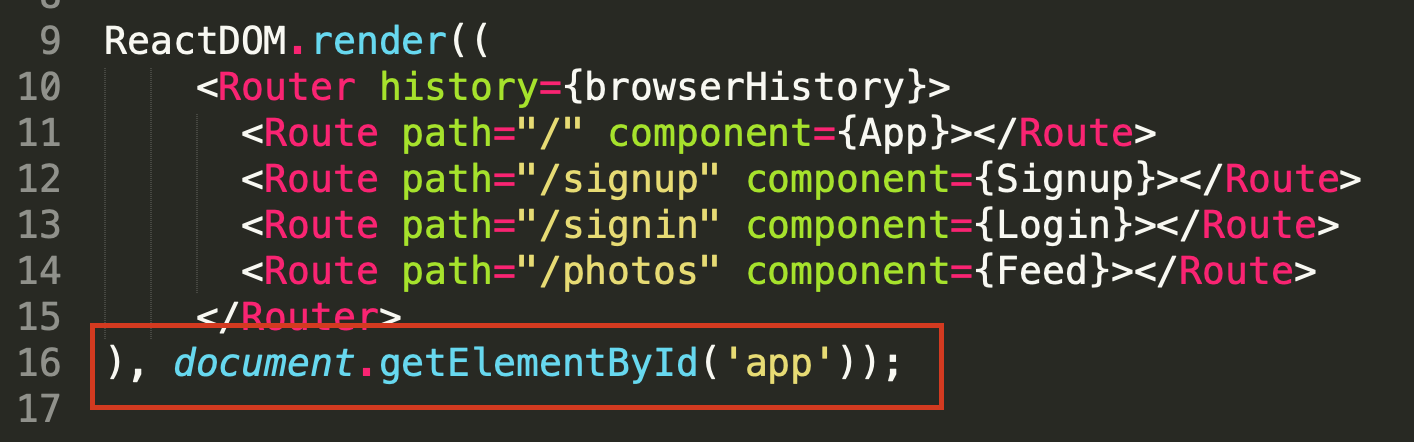 9 ReactDOM.render((
10 <Router history={browserHistory}>
11 <Route path="/" component={App}></Route>
12 <Route path="/signup" component={Signup}></Route>
13 <Route path="/signin" component={Login}></Route>
14 <Route path="/photos" component={Feed}></Route>
15 </Router>
16 ), document.getElementById('app'));
17